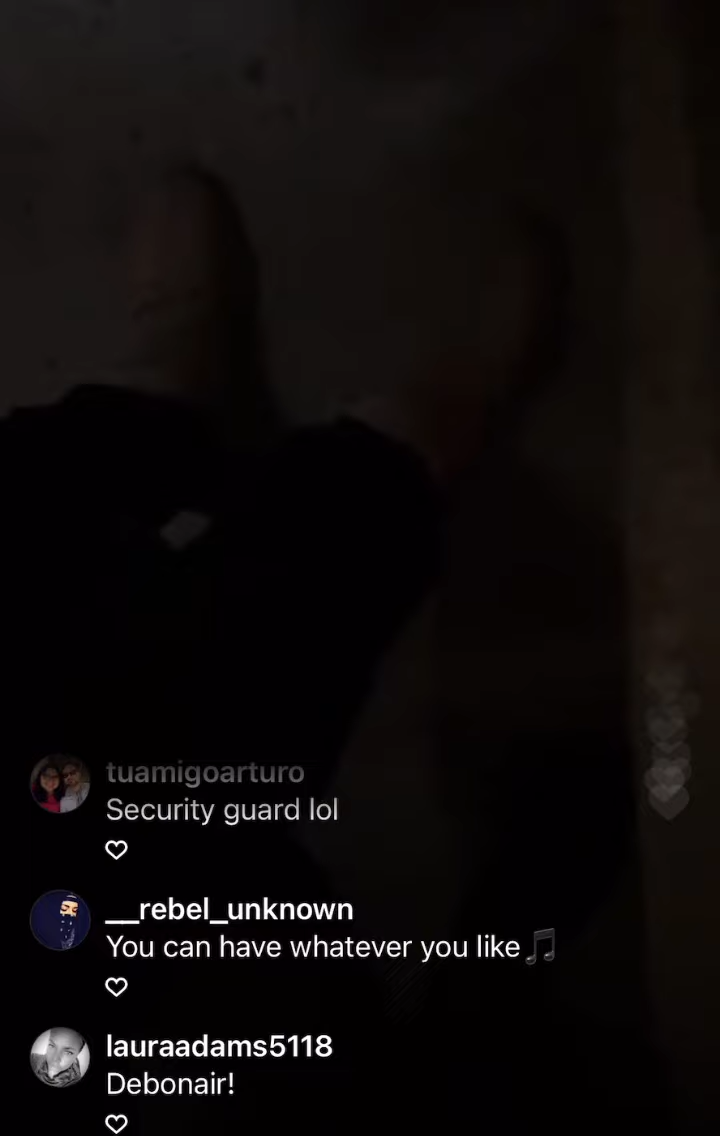 tuamigoarturo
Security guard lol
__rebel_unknown
You can have whatever you like🎵
lauraadams5118
Debonair!